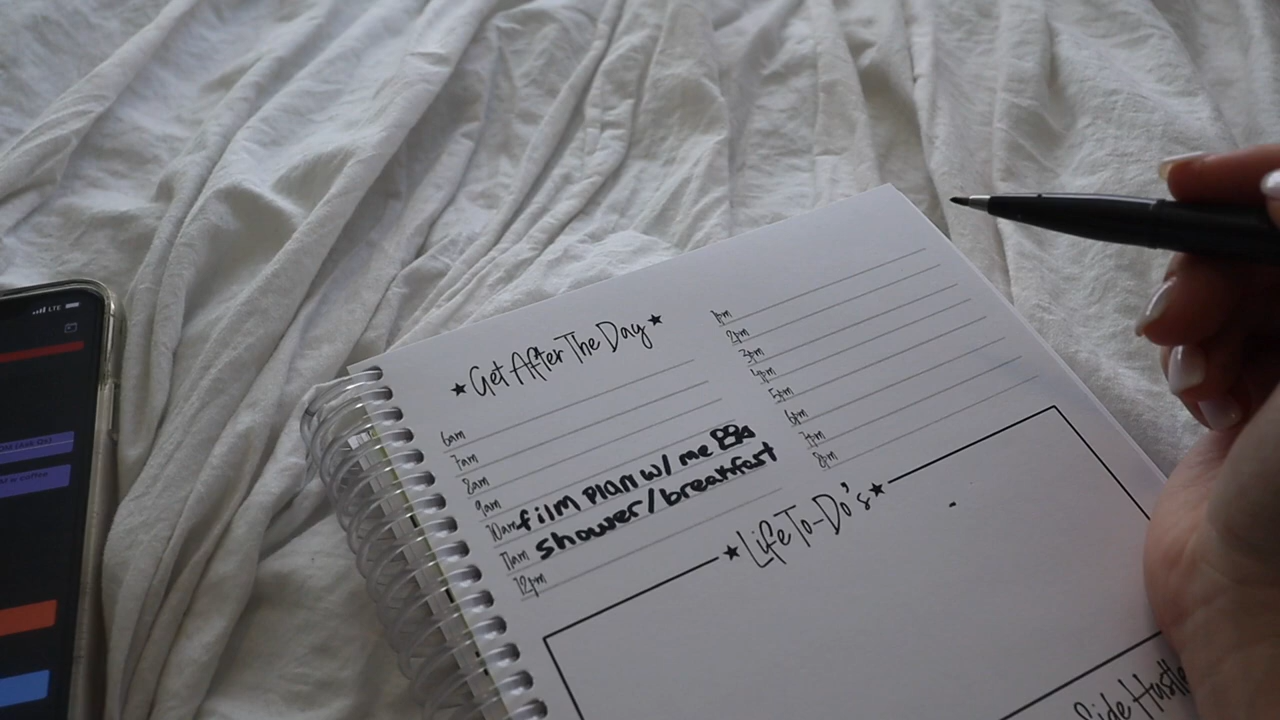 LTE
★ Get After The Day ★
6am
7am
8am
9am
10am film plan w/ me
11am shower/breakfast
12pm
1pm
2pm
3pm
4pm
5pm
6pm
7pm
8pm
★ Life To-Do's ★
Side Hustle